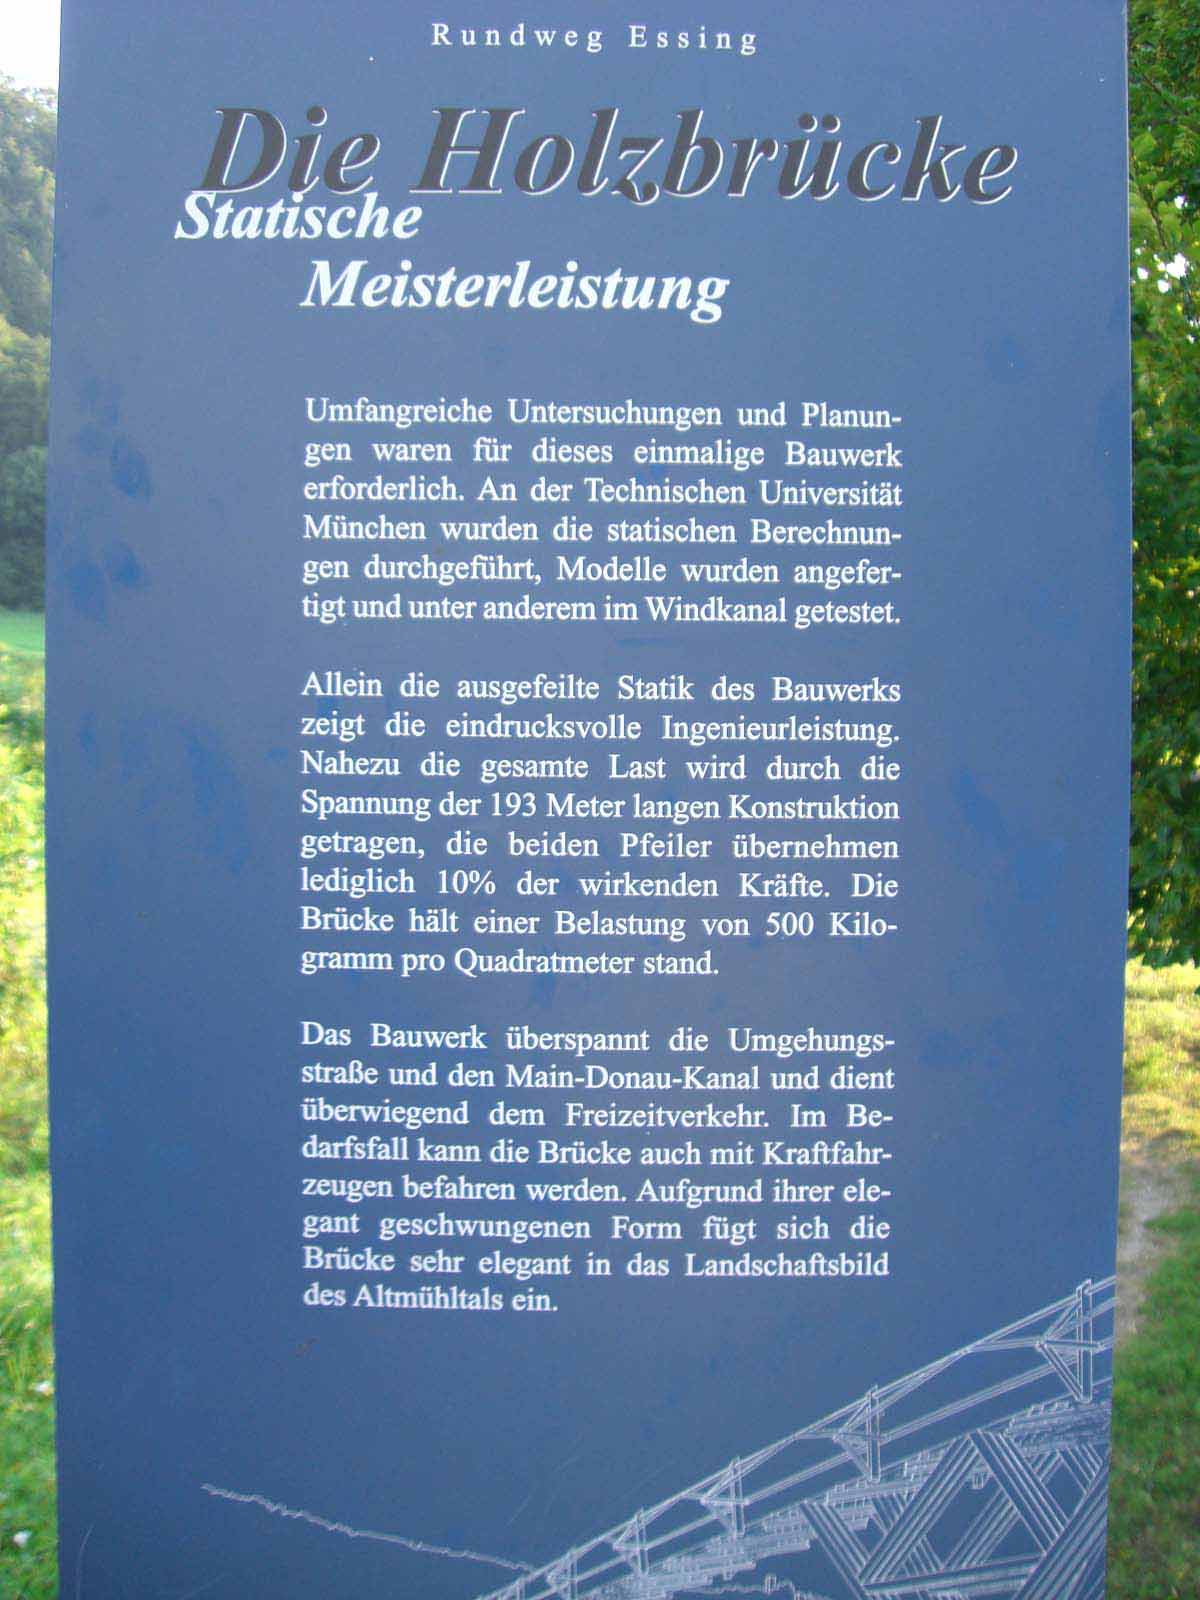 Rundweg Essing
Die Holzbrücke
Statische
Meisterleistung
Umfangreiche Untersuchungen und Planun-
gen waren für dieses einmalige Bauwerk
erforderlich. An der Technischen Universität
München wurden die statischen Berechnun-
gen durchgeführt, Modelle wurden angefer-
tigt und unter anderem im Windkanal getestet.
Allein die ausgefeilte Statik des Bauwerks
zeigt die eindrucksvolle Ingenieurleistung.
Nahezu die gesamte Last wird durch die
Spannung der 193 Meter langen Konstruktion
getragen, die beiden Pfeiler übernehmen
lediglich 10% der wirkenden Kräfte. Die
Brücke hält einer Belastung von 500 Kilo-
gramm pro Quadratmeter stand.
Das Bauwerk überspannt die Umgehungs-
straße und den Main-Donau-Kanal und dient
überwiegend dem Freizeitverkehr. Im Be-
darfsfall kann die Brücke auch mit Kraftfahr-
zeugen befahren werden. Aufgrund ihrer ele-
gant geschwungenen Form fügt sich die
Brücke sehr elegant in das Landschaftsbild
des Altmühltals ein.